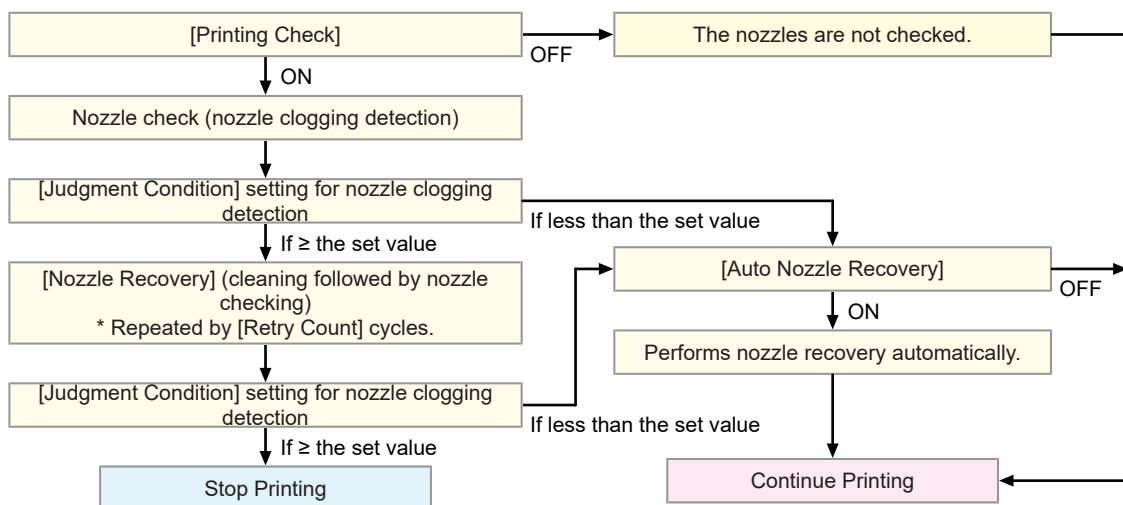 [Printing Check]
OFF
The nozzles are not checked.
ON
Nozzle check (nozzle clogging detection)
[Judgment Condition] setting for nozzle clogging
detection
If less than the set value
If ≥ the set value
[Nozzle Recovery] (cleaning followed by nozzle
checking)
* Repeated by [Retry Count] cycles.
[Auto Nozzle Recovery]
OFF
ON
Performs nozzle recovery automatically.
[Judgment Condition] setting for nozzle clogging
detection
If less than the set value
If ≥ the set value
Stop Printing
Continue Printing